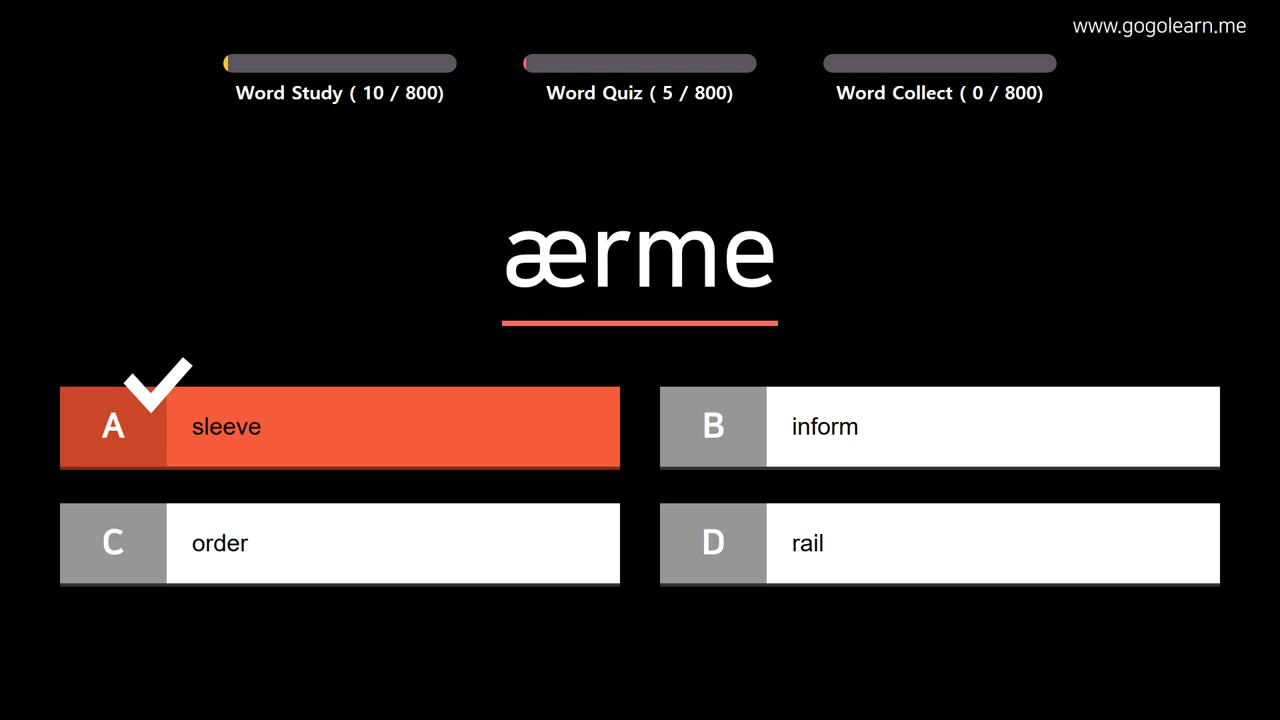 www.gogolearn.me
Word Study ( 10 / 800)
Word Quiz ( 5 / 800)
Word Collect ( 0 / 800)
ærme
A sleeve
B inform
C order
D rail